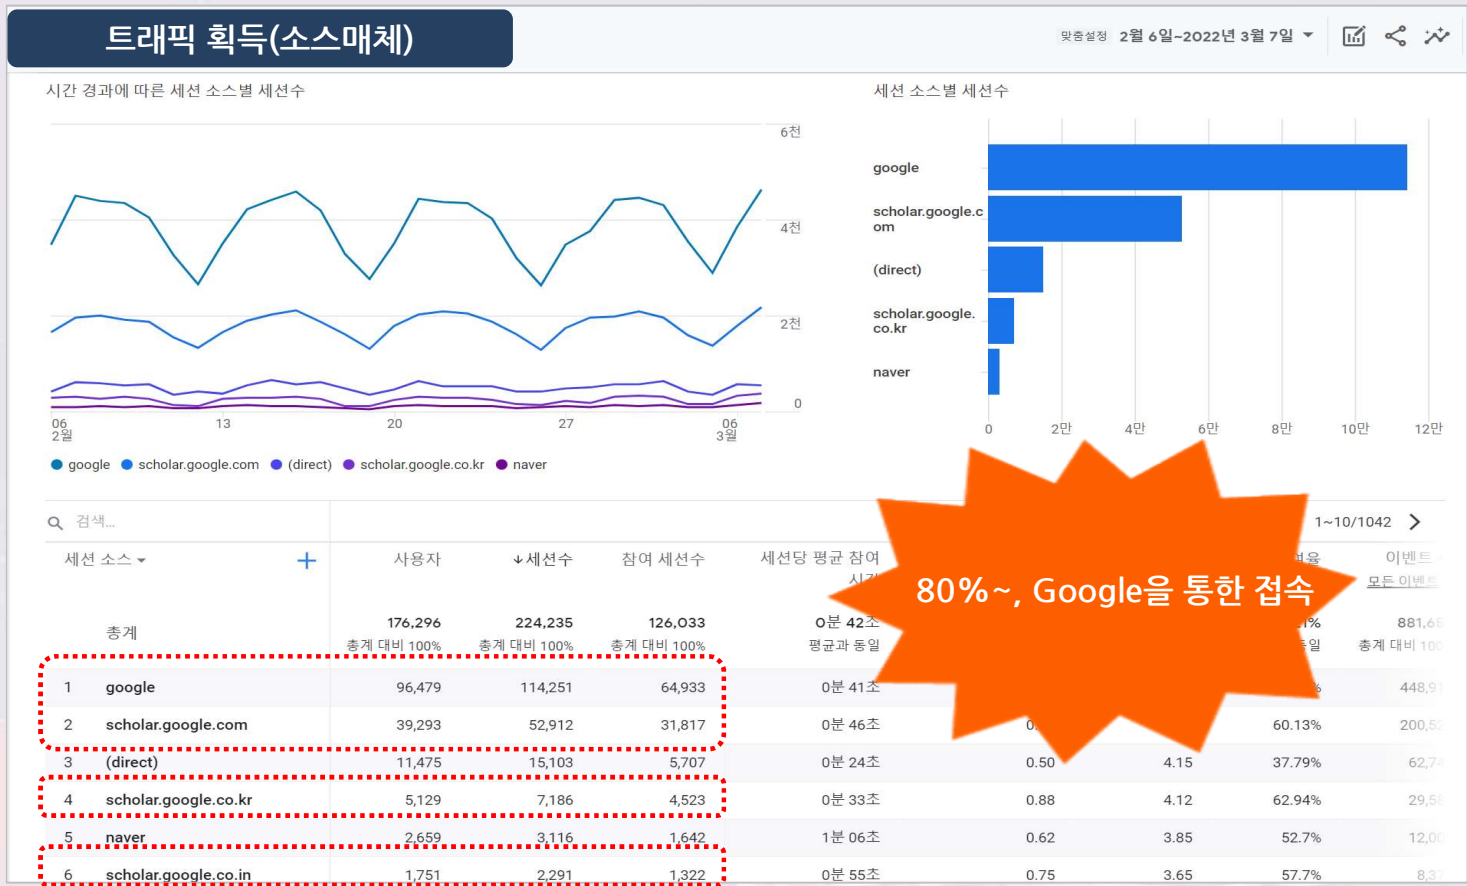 트래픽 획득(소스매체)
맞춤설정 2월 6일~2022년 3월 7일
시간 경과에 따른 세션 소스별 세션수
세션 소스별 세션수
6천
4천
2천
0
06
2월
13
20
27
06
3월
google scholar.google.com (direct) scholar.google.co.kr naver
google
scholar.google.c
om
(direct)
scholar.google.
co.kr
naver
0 2만 4만 6만 8만 10만 12만
80%~, Google을 통한 접속
검색...
1~10/1042
세션 소스 사용자 세션수 참여 세션수 세션당 평균 참여 이벤트
모든 이벤트
총계 176,296 224,235 126,033 0분 42초
총계 대비 100% 총계 대비 100% 총계 대비 100% 평균과 동일 총계 대비
1 google 96,479 114,251 64,933 0분 41초
2 scholar.google.com 39,293 52,912 31,817 0분 46초 60.13%
3 (direct) 11,475 15,103 5,707 0분 24초 0.50 4.15 37.79%
4 scholar.google.co.kr 5,129 7,186 4,523 0분 33초 0.88 4.12 62.94%
5 naver 2,659 3,116 1,642 1분 06초 0.62 3.85 52.7%
6 scholar.google.co.in 1,751 2,291 1,322 0분 55초 0.75 3.65 57.7%